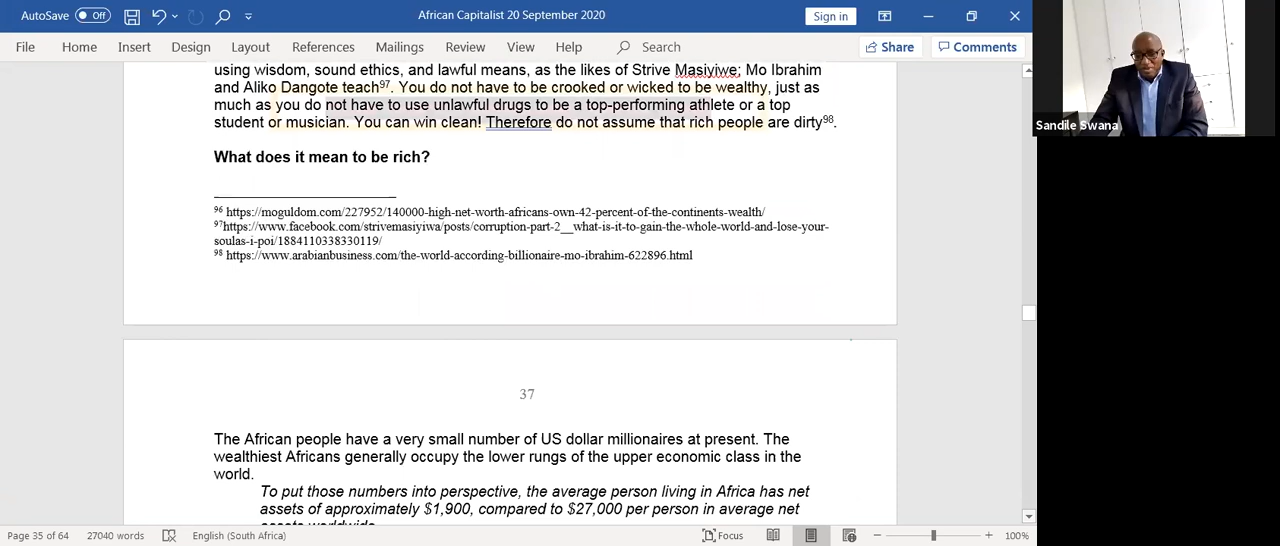 AutoSave Off African Capitalist 20 September 2020 Sign in
File Home Insert Design Layout References Mailings Review View Help Search Share Comments
using wisdom, sound ethics, and lawful means, as the likes of Strive Masiyiwe; Mo Ibrahim
and Aliko Dangote teach97. You do not have to be crooked or wicked to be wealthy, just as
much as you do not have to use unlawful drugs to be a top-performing athlete or a top
student or musician. You can win clean! Therefore do not assume that rich people are dirty98.
What does it mean to be rich?
96 https://moguldom.com/227952/140000-high-net-worth-africans-own-42-percent-of-the-continents-wealth/
97https://www.facebook.com/strivemasiyiwa/posts/corruption-part-2__what-is-it-to-gain-the-whole-world-and-lose-your-
soulas-i-poi/1884110338330119/
98 https://www.arabianbusiness.com/the-world-according-billionaire-mo-ibrahim-622896.html
37
The African people have a very small number of US dollar millionaires at present. The
wealthiest Africans generally occupy the lower rungs of the upper economic class in the
world.
To put those numbers into perspective, the average person living in Africa has net
assets of approximately $1,900, compared to $27,000 per person in average net
assets worldwide
Page 35 of 64 27040 words English (South Africa) Focus 100%
Sandile Swana